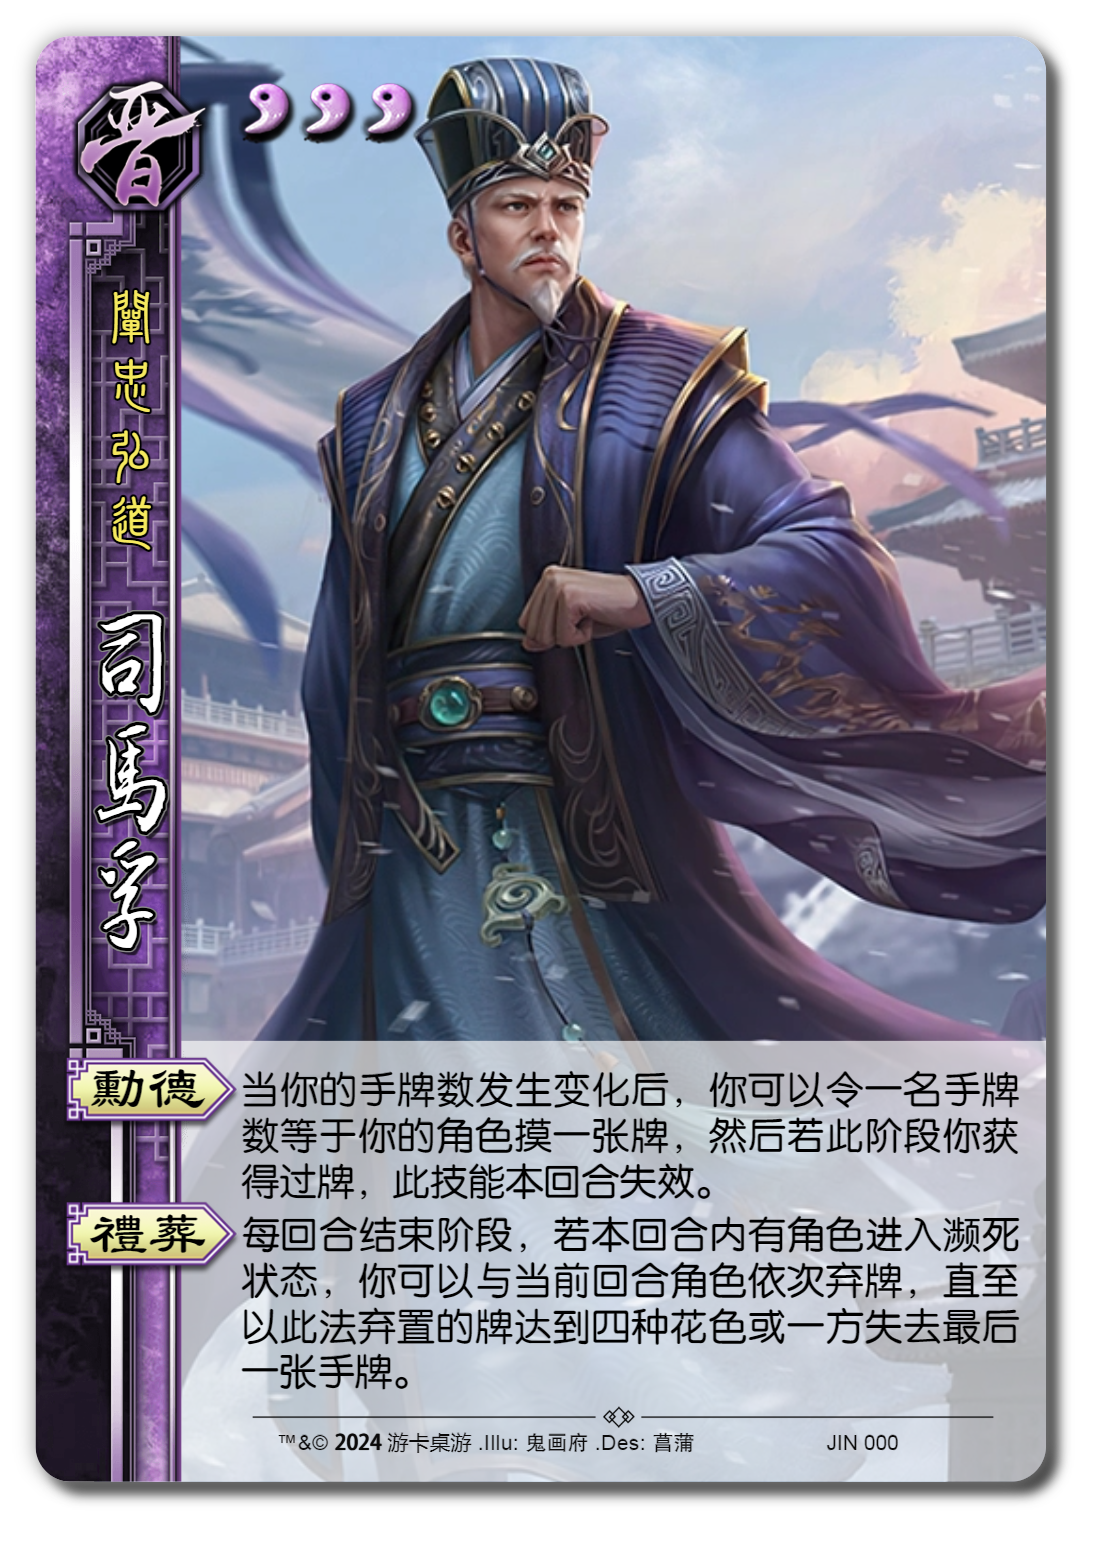 晋
闡忠弘道
司馬孚
勳德
当你的手牌数发生变化后，你可以令一名手牌
数等于你的角色摸一张牌，然后若此阶段你获
得过牌，此技能本回合失效。
禮葬
每回合结束阶段，若本回合内有角色进入濒死
状态，你可以与当前回合角色依次弃牌，直至
以此法弃置的牌达到四种花色或一方失去最后
一张手牌。
™&© 2024 游卡桌游 .Illu: 鬼画府 .Des: 菖蒲 JIN 000